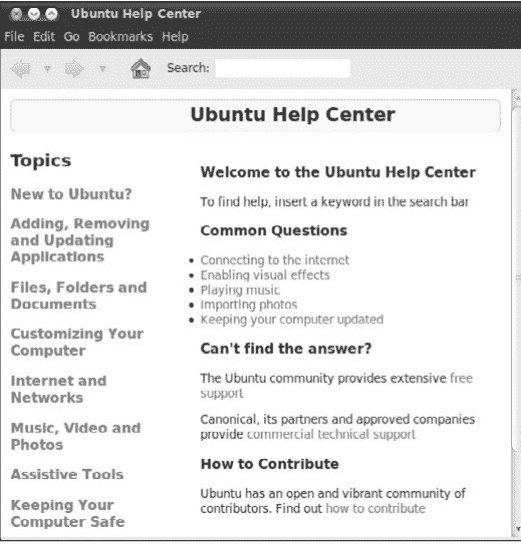 Ubuntu Help Center
File Edit Go Bookmarks Help
Search:
Ubuntu Help Center
Topics
New to Ubuntu?
Adding, Removing
and Updating
Applications
Files, Folders and
Documents
Customizing Your
Computer
Internet and
Networks
Music, Video and
Photos
Assistive Tools
Keeping Your
Computer Safe
Welcome to the Ubuntu Help Center
To find help, insert a keyword in the search bar
Common Questions
• Connecting to the internet
• Enabling visual effects
• Playing music
• Importing photos
• Keeping your computer updated
Can't find the answer?
The Ubuntu community provides extensive free
support
Canonical, its partners and approved companies
provide commercial technical support
How to Contribute
Ubuntu has an open and vibrant community of
contributors. Find out how to contribute